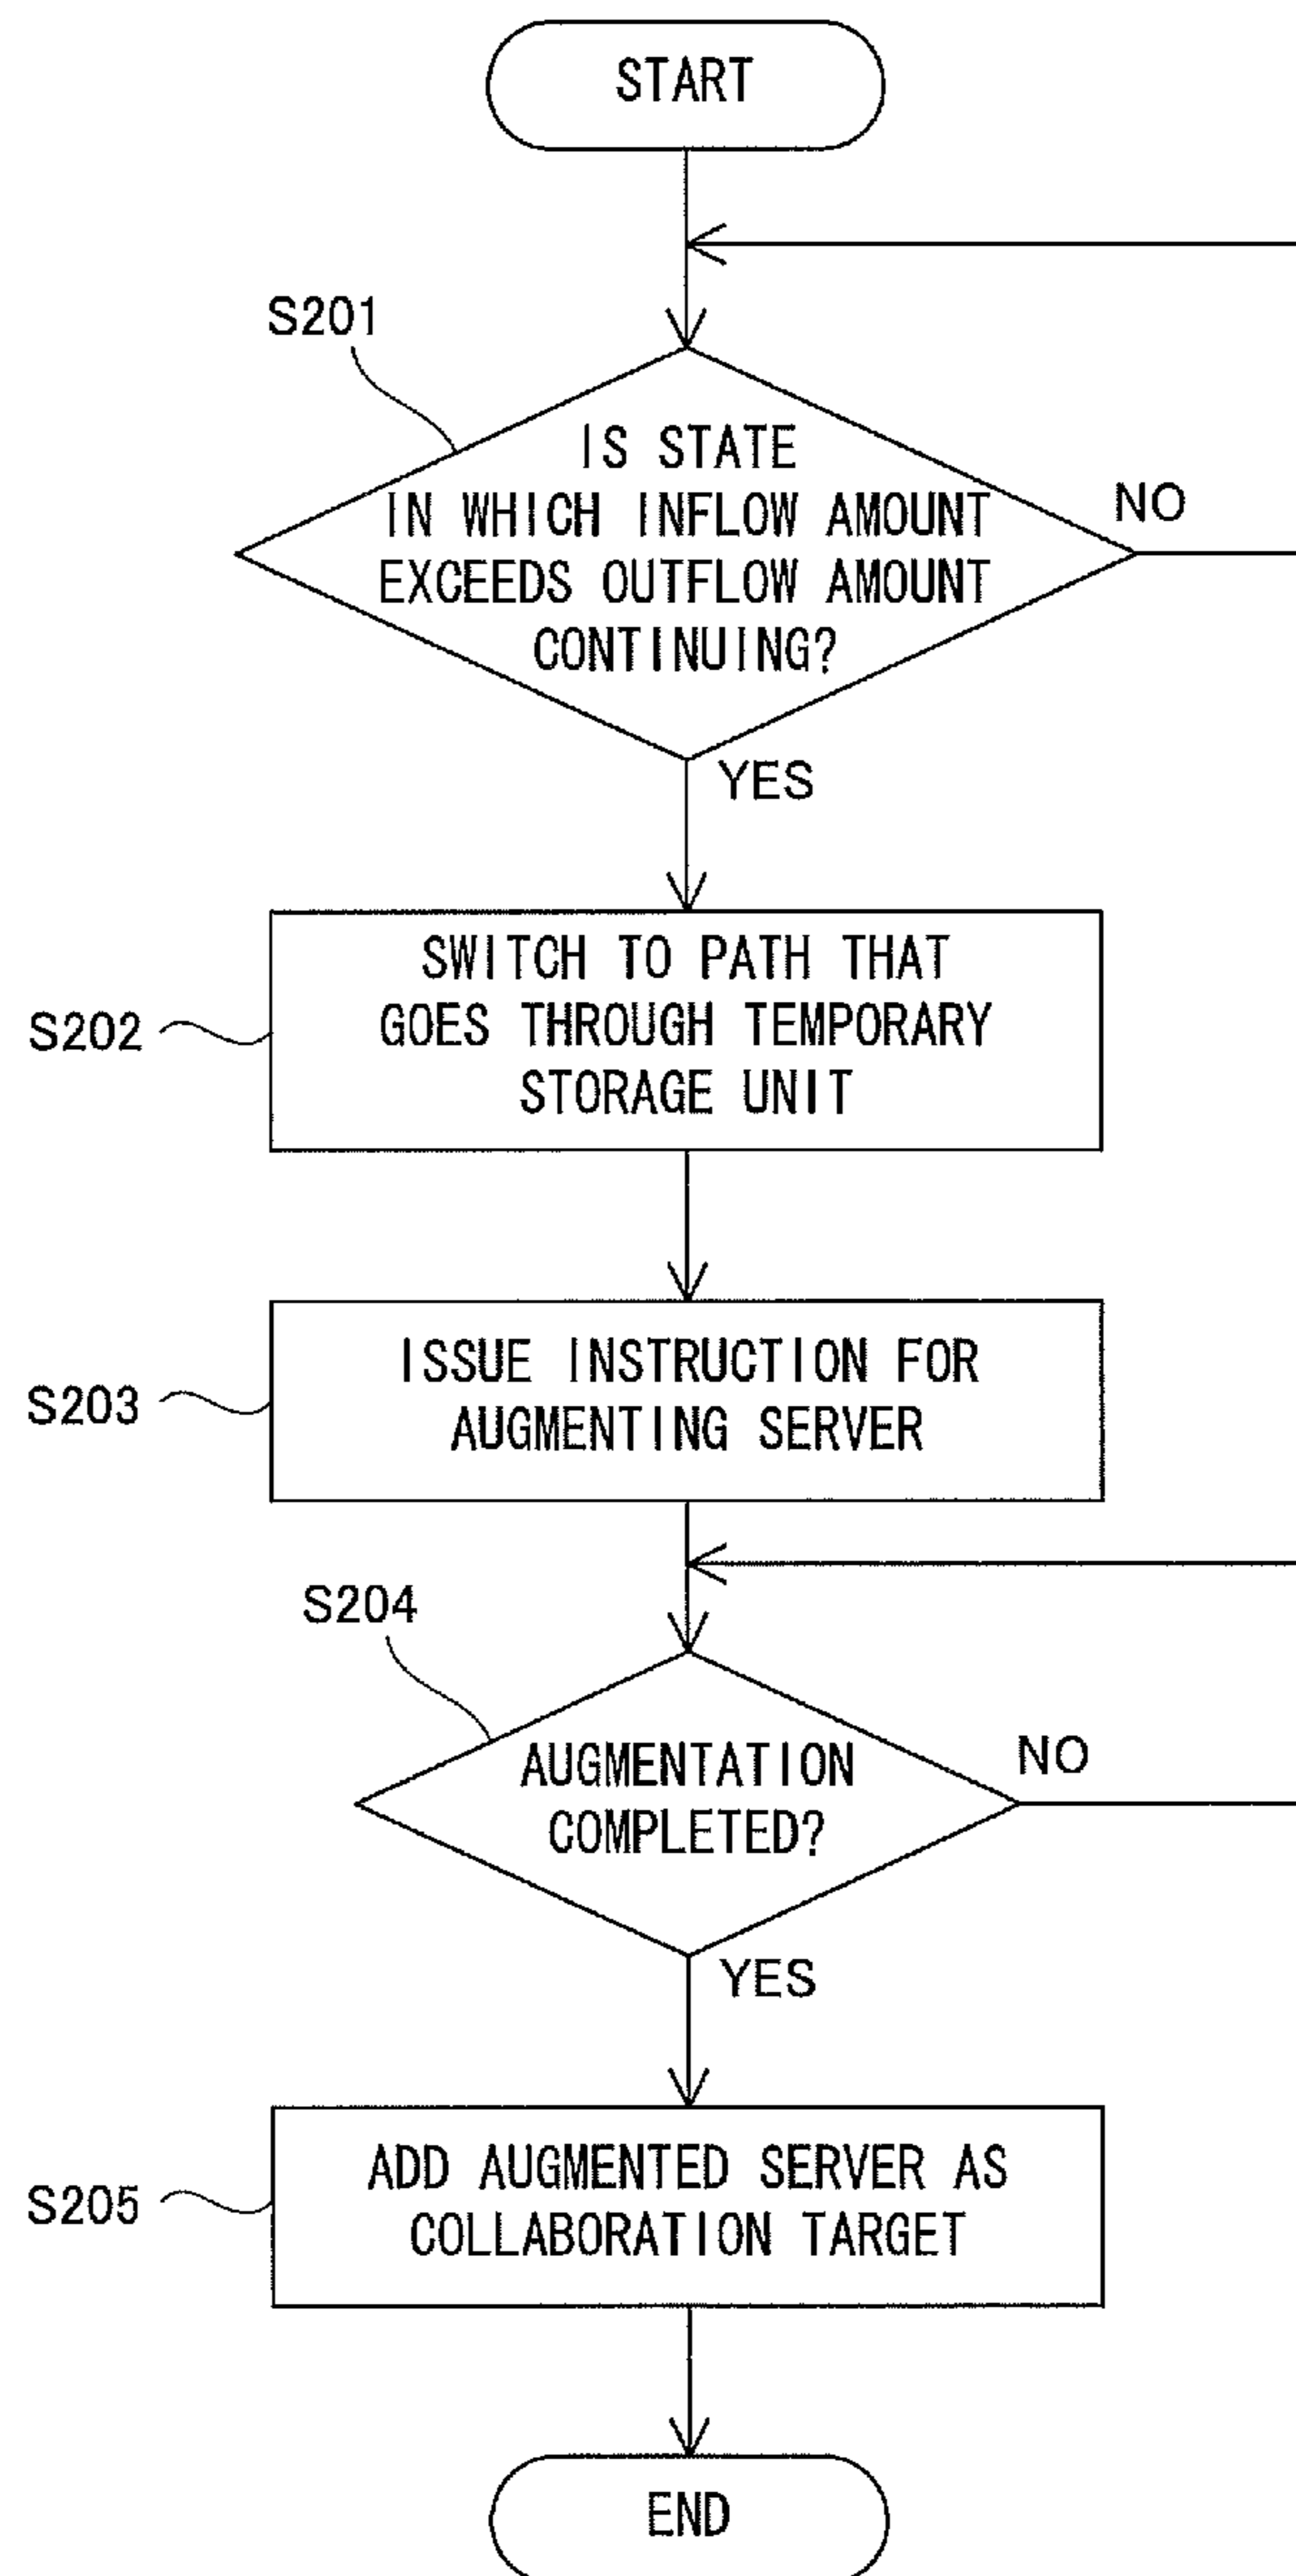 START
S201
IS STATE
IN WHICH INFLOW AMOUNT
EXCEEDS OUTFLOW AMOUNT
CONTINUING?
NO
YES
S202
SWITCH TO PATH THAT
GOES THROUGH TEMPORARY
STORAGE UNIT
S203
ISSUE INSTRUCTION FOR
AUGMENTING SERVER
S204
AUGMENTATION
COMPLETED?
NO
YES
S205
ADD AUGMENTED SERVER AS
COLLABORATION TARGET
END